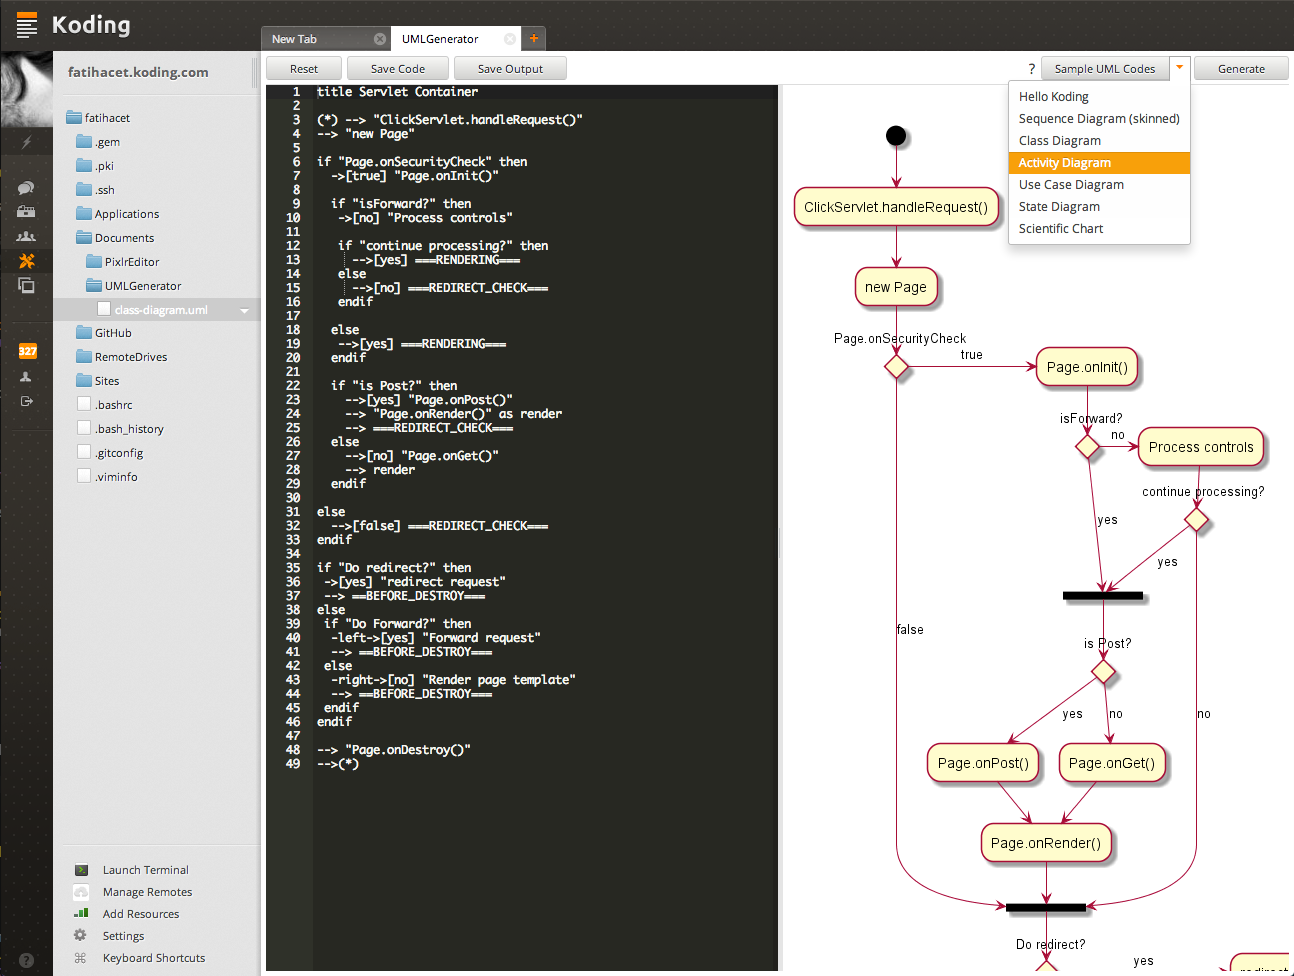 Koding
New Tab
UMLGenerator
+
fatihacet.koding.com
Reset
Save Code
Save Output
?
Sample UML Codes
Generate
Hello Koding
Sequence Diagram (skinned)
Class Diagram
Activity Diagram
Use Case Diagram
State Diagram
Scientific Chart
fatihacet
.gem
.pki
.ssh
Applications
Documents
PixlrEditor
UMLGenerator
class-diagram.uml
GitHub
RemoteDrives
Sites
.bashrc
.bash_history
.gitconfig
.viminfo
327
Launch Terminal
Manage Remotes
Add Resources
Settings
Keyboard Shortcuts
?
1 title Servlet Container
2
3 (*) --> "ClickServlet.handleRequest()"
4 --> "new Page"
5
6 if "Page.onSecurityCheck" then
7 ->[true] "Page.onInit()"
8
9 if "isForward?" then
10 ->[no] "Process controls"
11
12 if "continue processing?" then
13 -->[yes] ===RENDERING===
14 else
15 -->[no] ===REDIRECT_CHECK===
16 endif
17
18 else
19 -->[yes] ===RENDERING===
20 endif
21
22 if "is Post?" then
23 -->[yes] "Page.onPost()"
24 --> "Page.onRender()" as render
25 --> ===REDIRECT_CHECK===
26 else
27 -->[no] "Page.onGet()"
28 --> render
29 endif
30
31 else
32 -->[false] ===REDIRECT_CHECK===
33 endif
34
35 if "Do redirect?" then
36 ->[yes] "redirect request"
37 --> ==BEFORE_DESTROY===
38 else
39 if "Do Forward?" then
40 -left->[yes] "Forward request"
41 --> ==BEFORE_DESTROY===
42 else
43 -right->[no] "Render page template"
44 --> ==BEFORE_DESTROY===
45 endif
46 endif
47
48 --> "Page.onDestroy()"
49 -->(*)
ClickServlet.handleRequest()
new Page
Page.onSecurityCheck
true
Page.onInit()
isForward?
no
Process controls
continue processing?
yes
yes
false
is Post?
yes
no
no
Page.onPost()
Page.onGet()
Page.onRender()
Do redirect?
yes